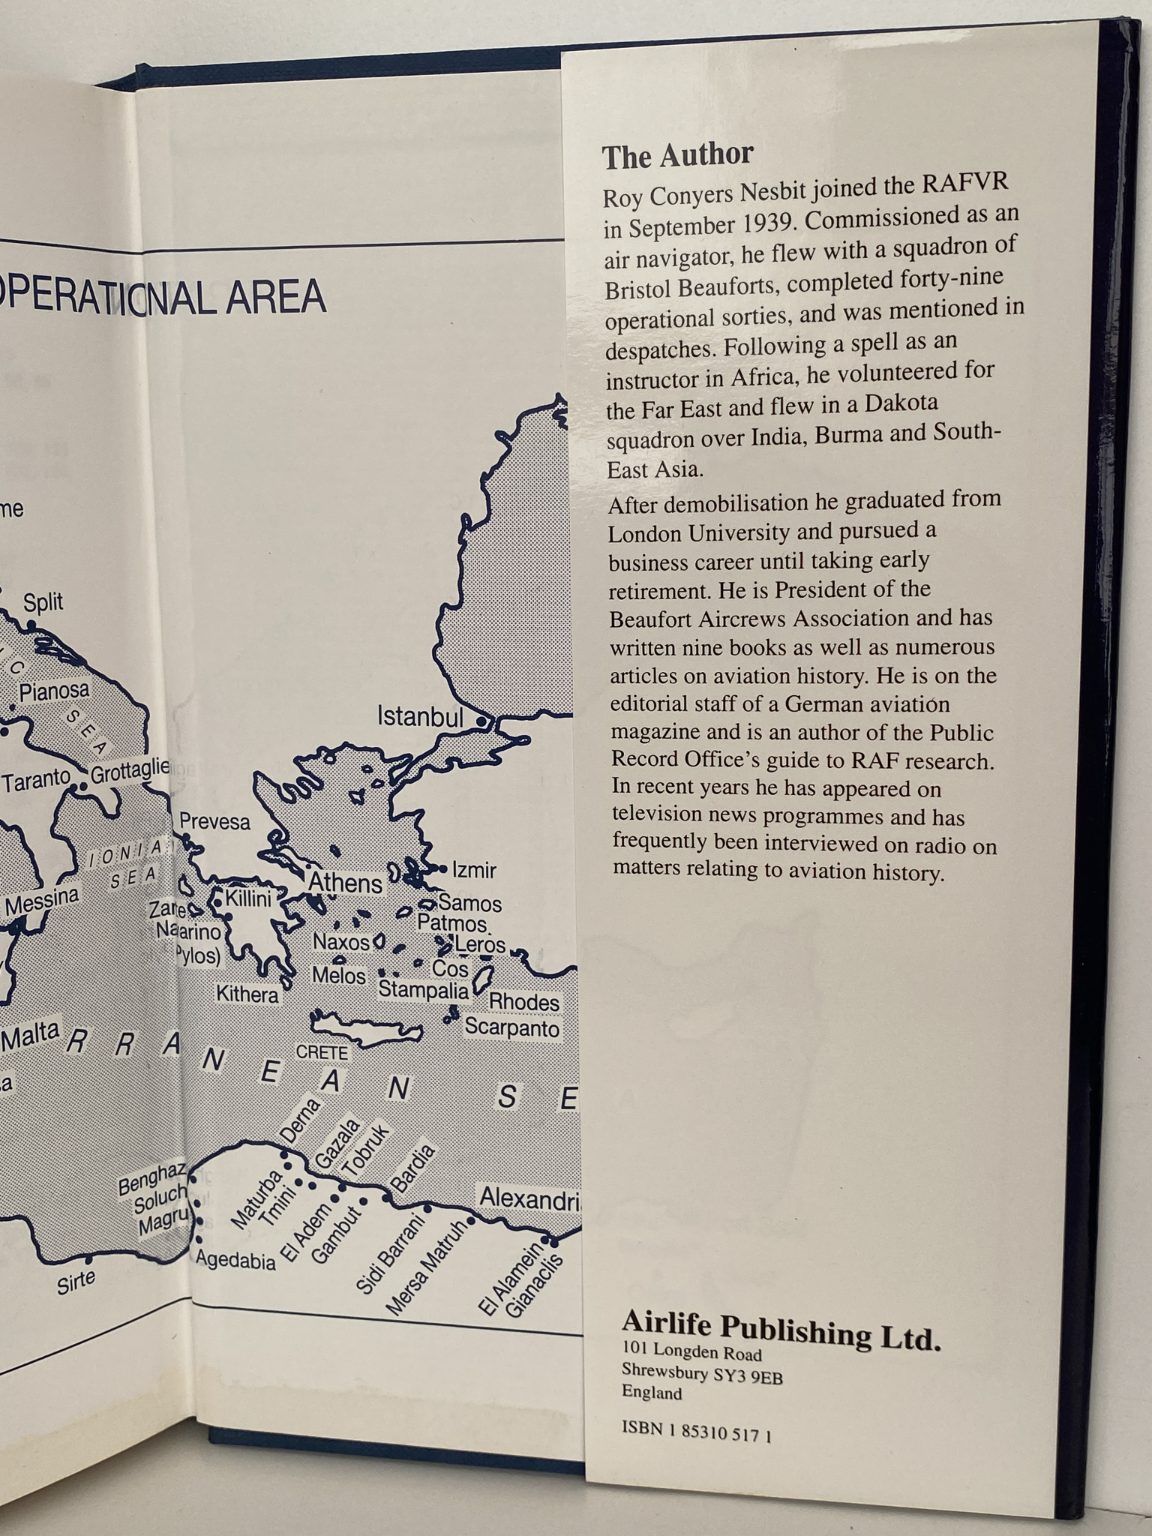 OPERATIONAL AREA
Split
Pianosa
SEA
Taranto
Grottaglie
Prevesa
IONIA
SEA
Messina
Killini
Athens
Istanbul
Izmir
Samos
Patmos
Leros
Naxos
Cos
Melos
Stampalia
Kithera
Rhodes
Scarpanto
(Pylos)
Malta
CRETE
R R A N E A N S E
Derna
Gazala
Tobruk
Bardia
Benghaz
Soluch
Magru
Agedabia
Sirte
Maturba
Tmini
El Adem
Gambut
Sidi Barrani
Mersa Matruh
Alexandri
El Alamein
Gianaclis
The Author
Roy Conyers Nesbit joined the RAFVR
in September 1939. Commissioned as an
air navigator, he flew with a squadron of
Bristol Beauforts, completed forty-nine
operational sorties, and was mentioned in
despatches. Following a spell as an
instructor in Africa, he volunteered for
the Far East and flew in a Dakota
squadron over India, Burma and South-
East Asia.
After demobilisation he graduated from
London University and pursued a
business career until taking early
retirement. He is President of the
Beaufort Aircrews Association and has
written nine books as well as numerous
articles on aviation history. He is on the
editorial staff of a German aviation
magazine and is an author of the Public
Record Office's guide to RAF research.
In recent years he has appeared on
television news programmes and has
frequently been interviewed on radio on
matters relating to aviation history.
Airlife Publishing Ltd.
101 Longden Road
Shrewsbury SY3 9EB
England
ISBN 1 85310 517 1